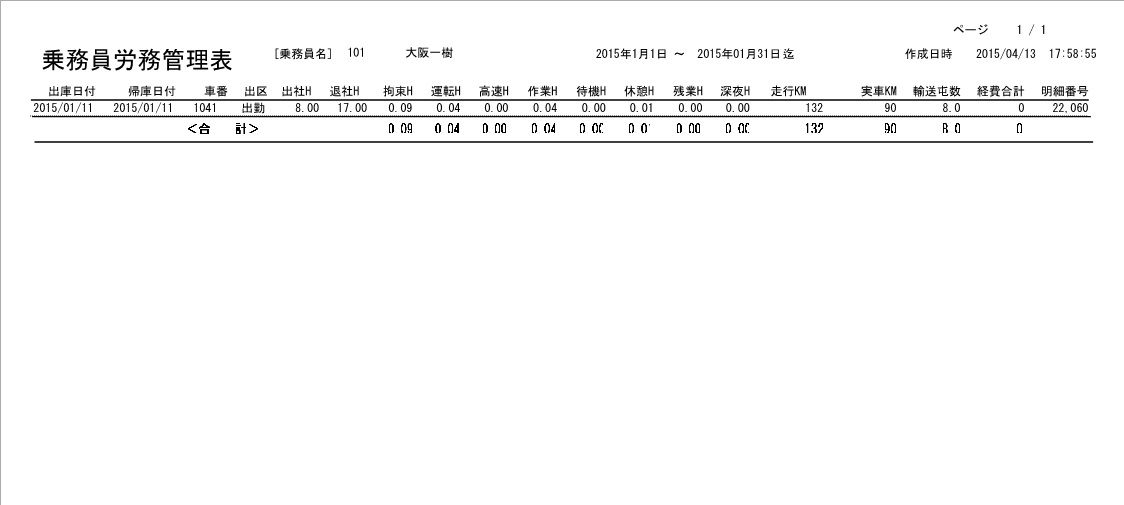 ページ 1 / 1
乗務員労務管理表 [乗務員名] 101 大阪一樹 2015年1月1日 ～ 2015年01月31日迄 作成日時 2015/04/13 17:58:55
出庫日付 帰庫日付 車番 出区 出社H 退社H 拘束H 運転H 高速H 作業H 待機H 休憩H 残業H 深夜H 走行KM 実車KM 輸送屯数 経費合計 明細番号
2015/01/11 2015/01/11 1041 出勤 8.00 17.00 0.09 0.04 0.00 0.04 0.00 0.01 0.00 0.00 132 90 8.0 0 22,060
<合 計> 0 09 0 04 0 00 0 04 0 00 0 01 0 00 0 00 132 90 8 0 0